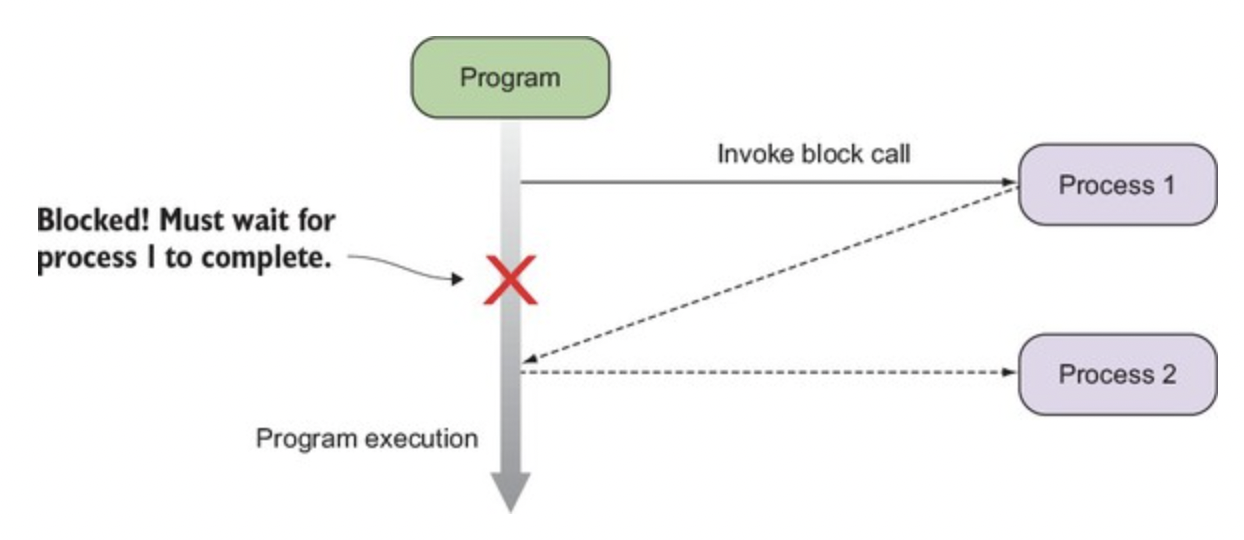 Program
Invoke block call
Process 1
Blocked! Must wait for
process 1 to complete.
Process 2
Program execution